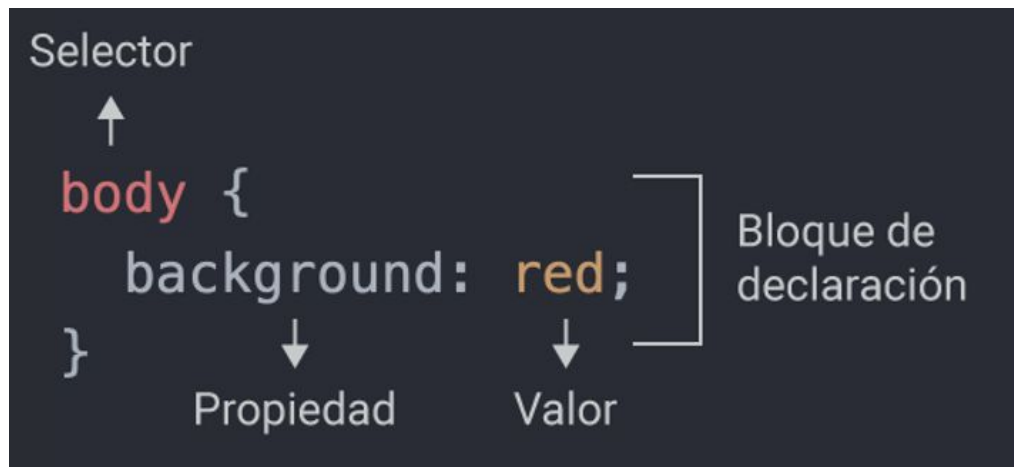 Selector
body {
background: red;
Bloque de
declaración
}
Propiedad Valor